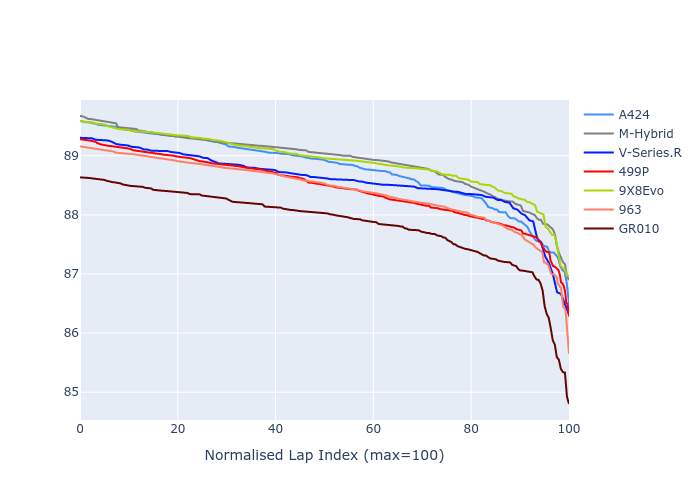 A424
M-Hybrid
V-Series.R
499P
9X8Evo
963
GR010
89
88
87
86
85
0 20 40 60 80 100
Normalised Lap Index (max=100)